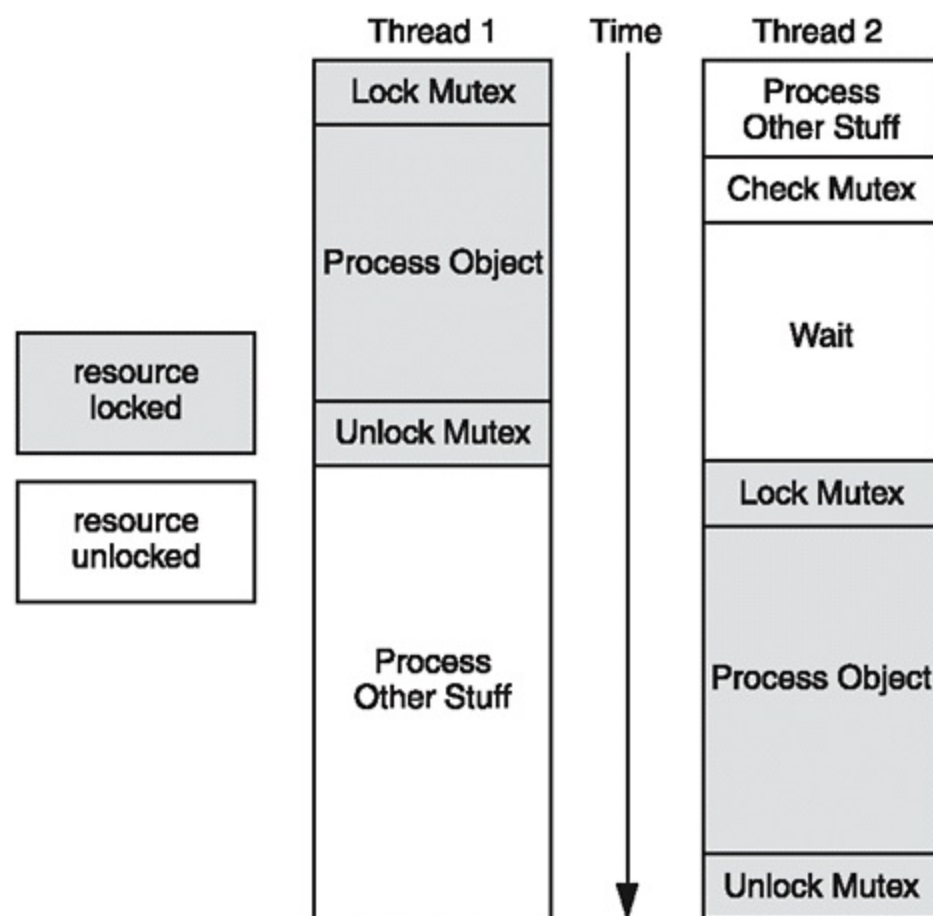 Thread 1
Time
Thread 2
Lock Mutex
Process
Other Stuff
Check Mutex
Process Object
Wait
resource
locked
Unlock Mutex
Lock Mutex
resource
unlocked
Process
Other Stuff
Process Object
Unlock Mutex